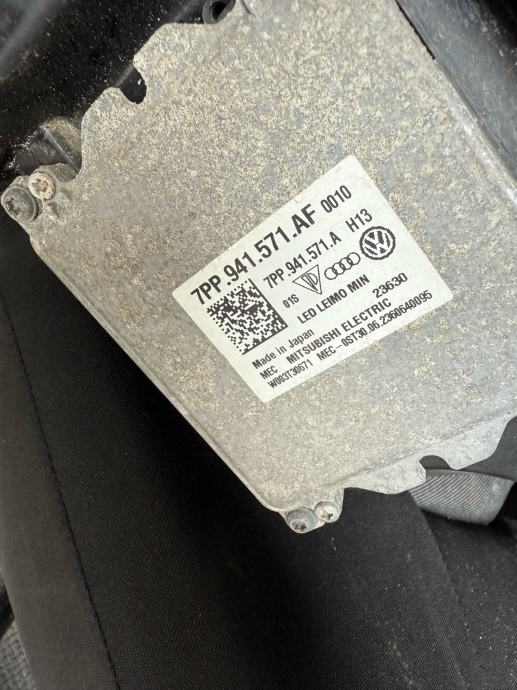 7PP.941.571.AF 0010
7PP.941.571.A H13
01S
LED LEIMO MIN
Made in Japan 23630
MEC MITSUBISHI ELECTRIC
W003T30671 MEC-OST30.06.2360640095